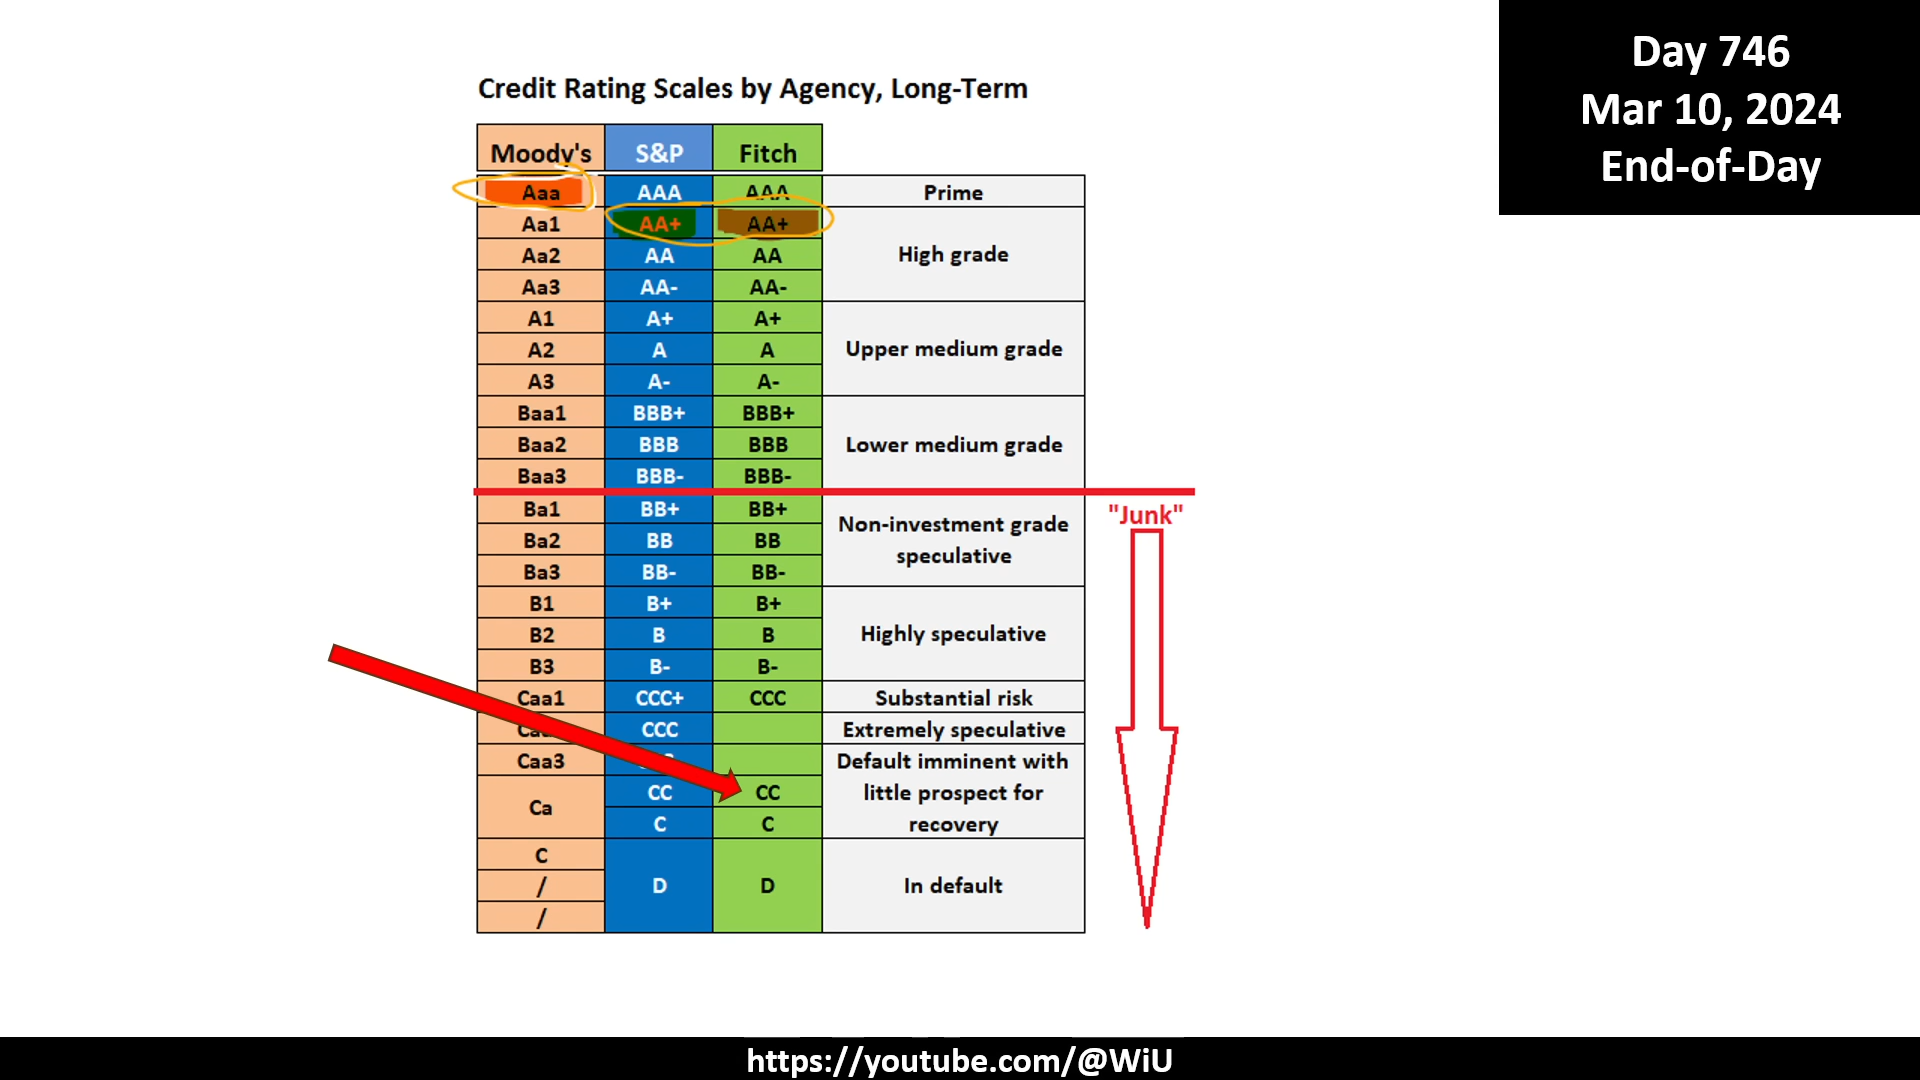 Day 746
Mar 10, 2024
End-of-Day
Credit Rating Scales by Agency, Long-Term
Moody's S&P Fitch
Aaa AAA AAA Prime
Aa1 AA+ AA+
Aa2 AA AA High grade
Aa3 AA- AA-
A1 A+ A+
A2 A A Upper medium grade
A3 A- A-
Baa1 BBB+ BBB+
Baa2 BBB BBB Lower medium grade
Baa3 BBB- BBB-
"Junk"
Ba1 BB+ BB+
Non-investment grade
Ba2 BB BB
speculative
Ba3 BB- BB-
B1 B+ B+
B2 B B Highly speculative
B3 B- B-
Caa1 CCC+ CCC Substantial risk
CCC Extremely speculative
Caa3 Default imminent with
CC CC little prospect for
Ca
C C recovery
C
/ D D In default
/
https://youtube.com/@WiU